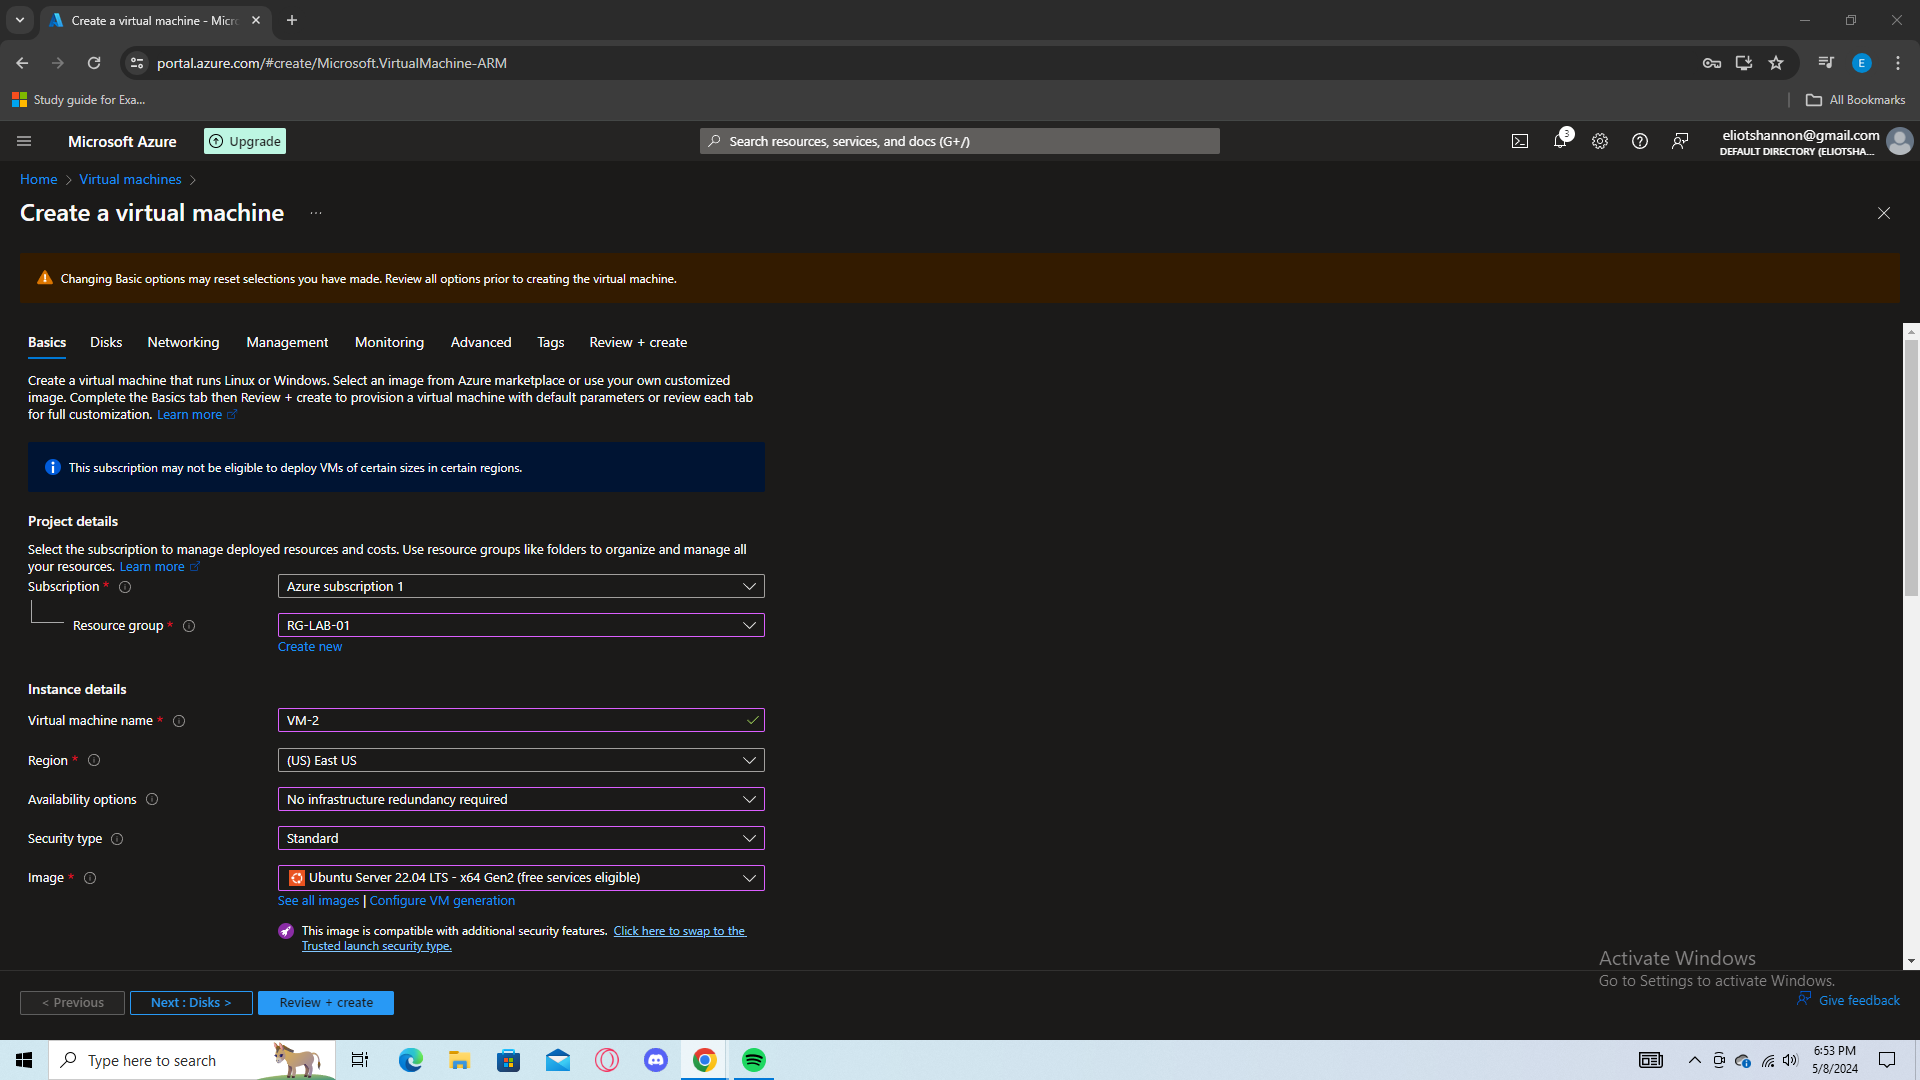 Create a virtual machine - Micr
portal.azure.com/#create/Microsoft.VirtualMachine-ARM
E
Study guide for Exa...
All Bookmarks
Microsoft Azure
Upgrade
Search resources, services, and docs (G+/)
3
eliotshannon@gmail.com
DEFAULT DIRECTORY (ELIOTSHA...
Home > Virtual machines >
Create a virtual machine ...
Changing Basic options may reset selections you have made. Review all options prior to creating the virtual machine.
Basics Disks Networking Management Monitoring Advanced Tags Review + create
Create a virtual machine that runs Linux or Windows. Select an image from Azure marketplace or use your own customized
image. Complete the Basics tab then Review + create to provision a virtual machine with default parameters or review each tab
for full customization. Learn more
This subscription may not be eligible to deploy VMs of certain sizes in certain regions.
Project details
Select the subscription to manage deployed resources and costs. Use resource groups like folders to organize and manage all
your resources. Learn more
Subscription * Azure subscription 1
Resource group * RG-LAB-01
Create new
Instance details
Virtual machine name * VM-2
Region * (US) East US
Availability options No infrastructure redundancy required
Security type Standard
Image * Ubuntu Server 22.04 LTS - x64 Gen2 (free services eligible)
See all images | Configure VM generation
This image is compatible with additional security features. Click here to swap to the
Trusted launch security type.
Activate Windows
Go to Settings to activate Windows.
< Previous Next : Disks > Review + create
Give feedback
Type here to search
6:53 PM
5/8/2024